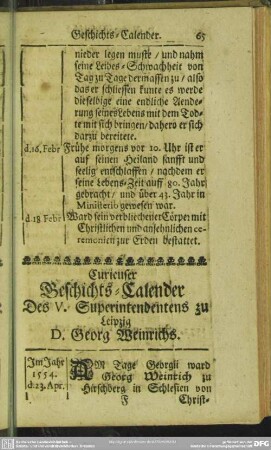 Geschichts-Calender. 65
nieder legen muste / und nahm
seine Leibes-Schwachheit von
Tag zu Tage dermassen zu / also
das er schliessen kunte es werde
dieselbige eine endliche Aende-
rung seines Lebens mit dem Tod-
te mit sich bringen / dahero er sich
darzu bereitete.
d. 16. Febr Frühe morgens vor 10. Uhr ist er
auf seinen Heiland sanfft und
seelig entschlaffen / nachdem er
seine Lebens-Zeit auff 80. Jahr
gebracht / und über 43. Jahr in
Ministerio gewesen war.
d. 18 Febr Ward sein verbliechener Cörper mit
Christlichen und ansehnlichen ce-
remonien zur Erden bestattet.
Curieuser
Geschichts-Calender
Des V. Superintendentens zu
Leipzig
D. Georg Weinrichs.
Im Jahr
1554.
d. 23. Apr.
AM Tage Georgii ward
Georg Weinrich zu
Hirschberg in Schlesien von
F Christ-